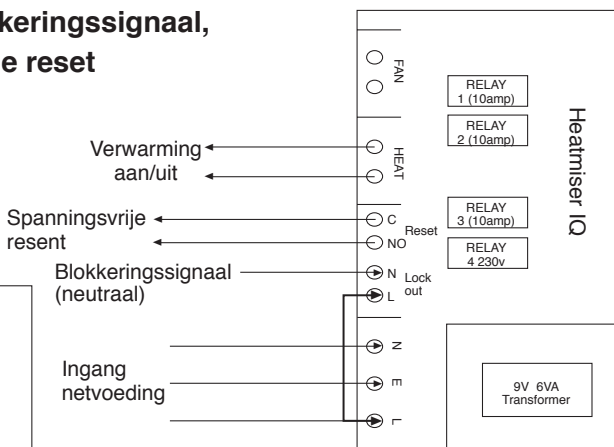 keringssignaal,
e reset
FAN
RELAY
1 (10amp)
RELAY
2 (10amp)
Heatmiser IQ
Verwarming
aan/uit
HEAT
Spanningsvrije
resent
C
NO
Reset
RELAY
3 (10amp)
RELAY
4 230v
Blokkeringssignaal
(neutraal)
N
L
Lock
out
Ingang
netvoeding
N
E
L
9V 6VA
Transformer